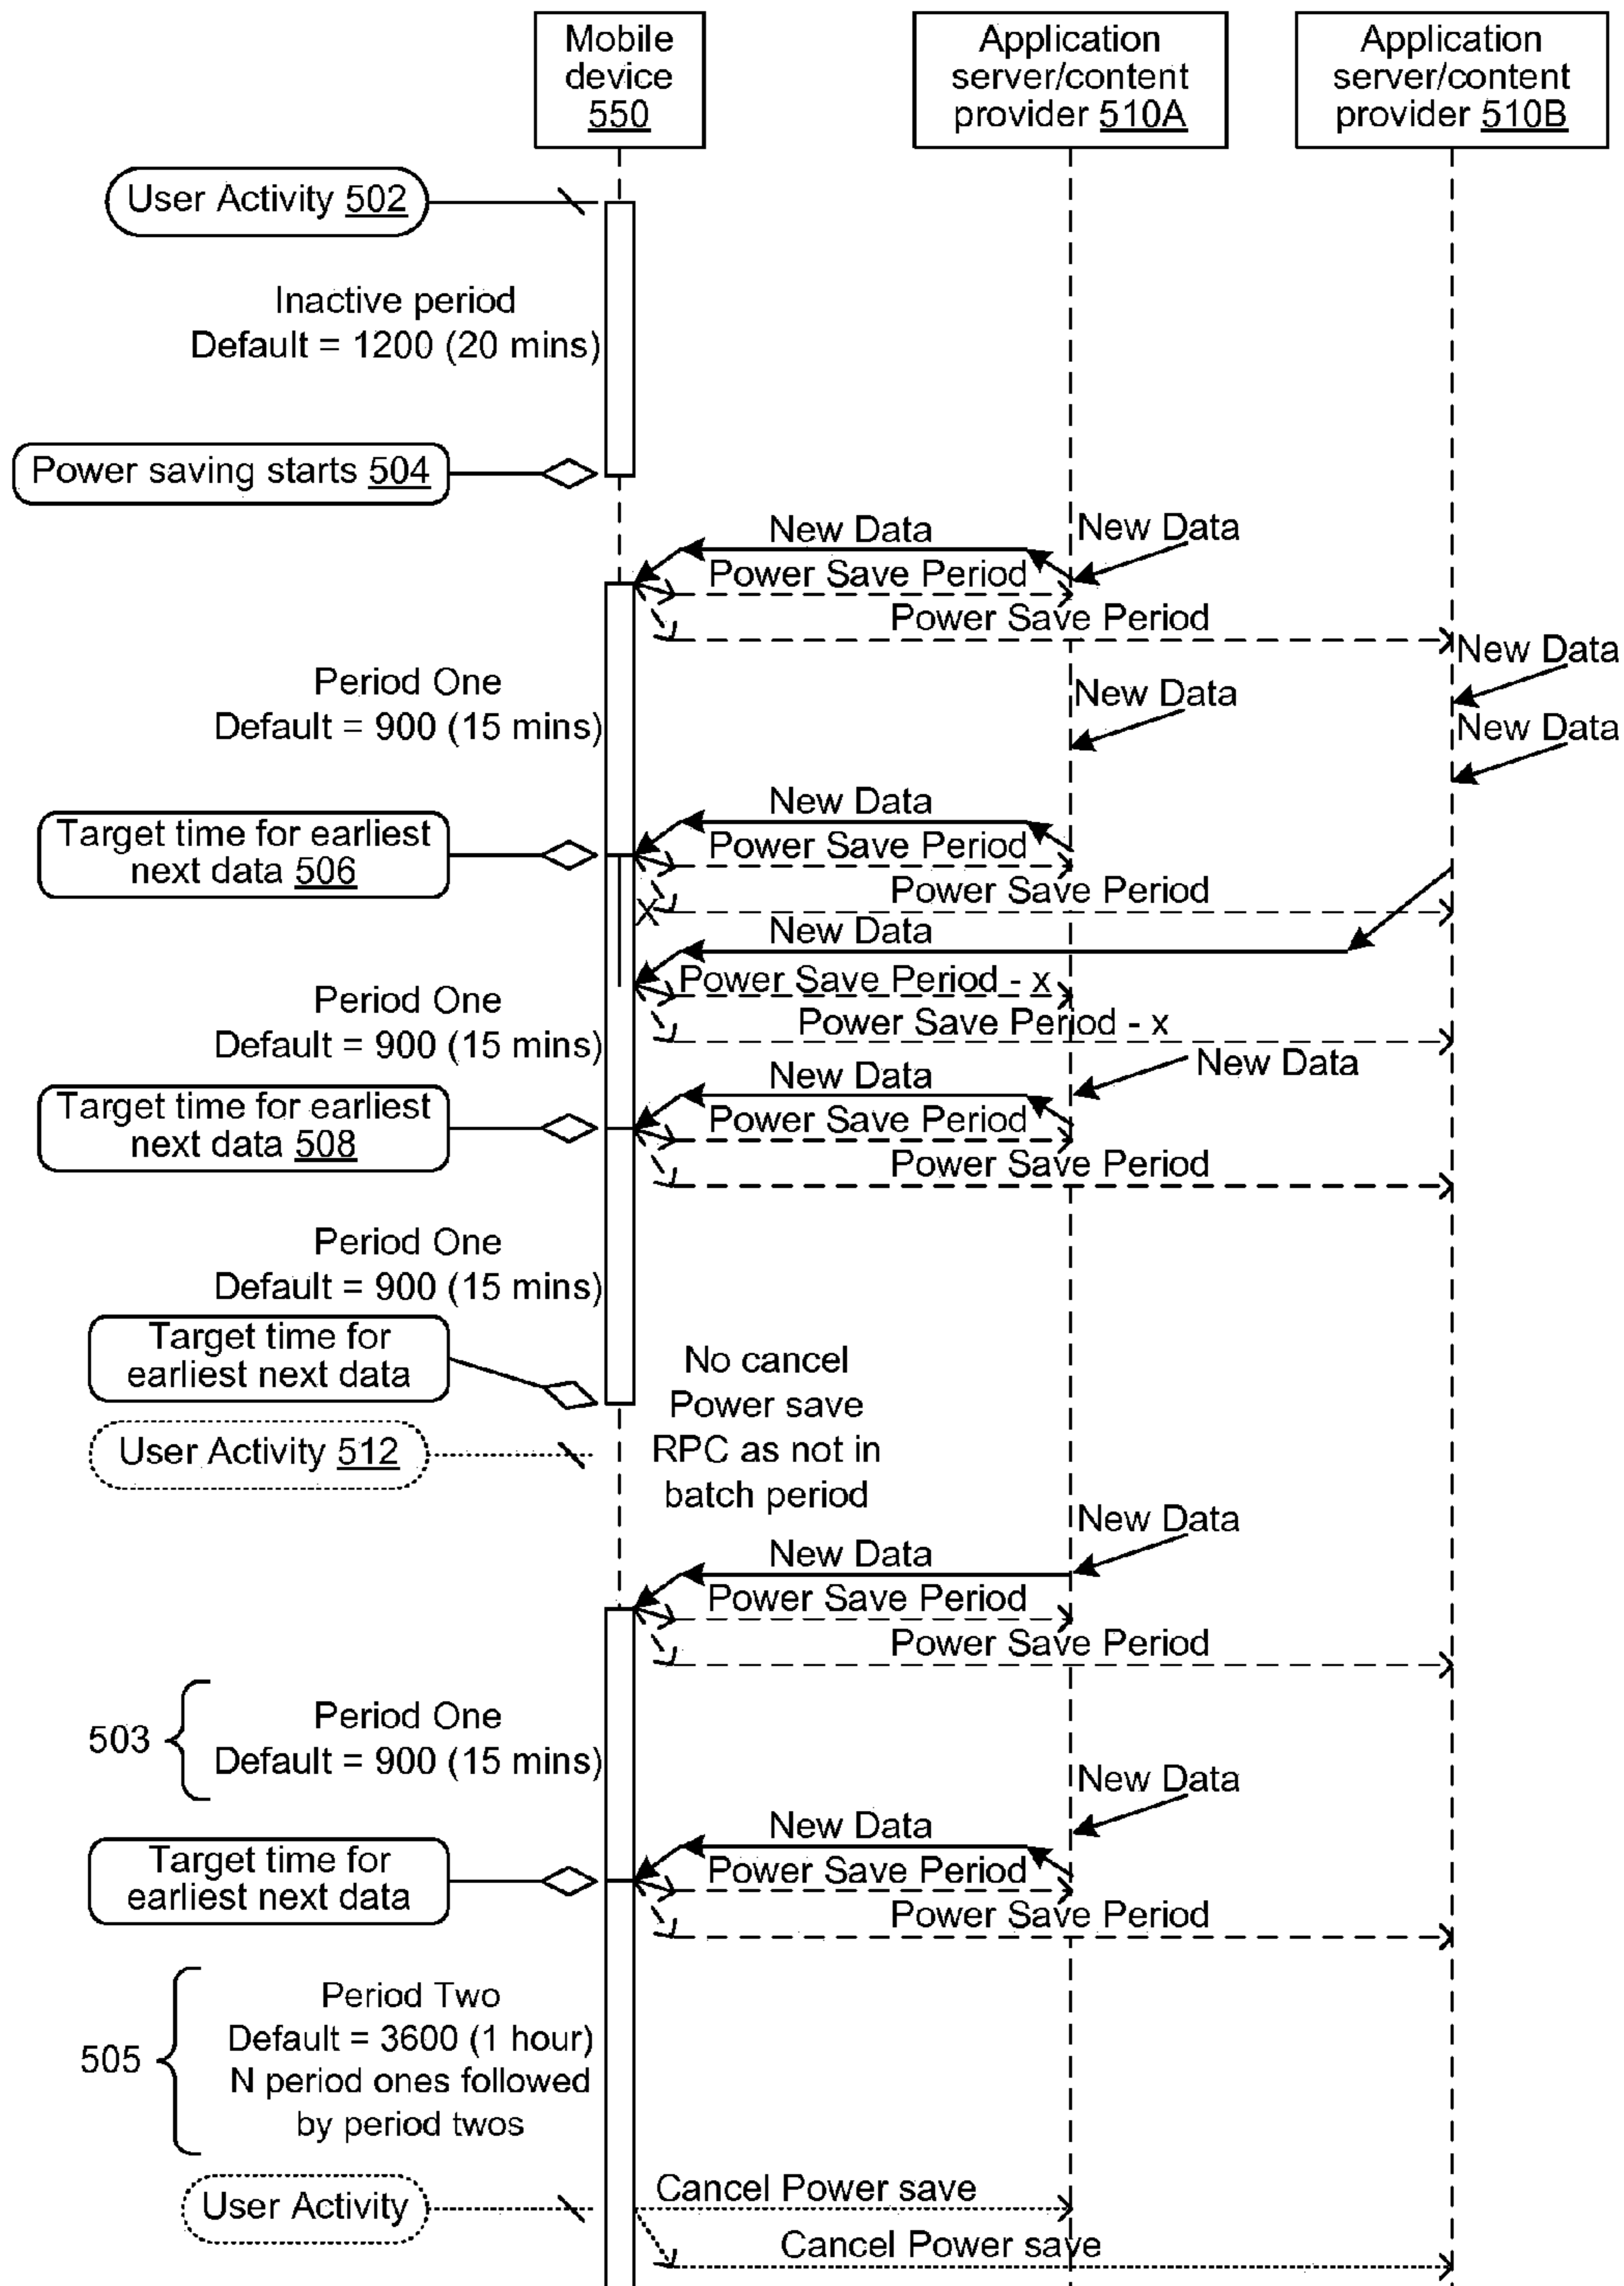 Mobile
device
550
Application
server/content
provider 510A
Application
server/content
provider 510B
User Activity 502
Inactive period
Default = 1200 (20 mins)
Power saving starts 504
New Data
New Data
Power Save Period
Power Save Period
New Data
Period One
Default = 900 (15 mins)
New Data
New Data
Target time for earliest
next data 506
New Data
Power Save Period
Power Save Period
X
New Data
Power Save Period - x
Power Save Period - x
Period One
Default = 900 (15 mins)
New Data
Target time for earliest
next data 508
New Data
Power Save Period
Power Save Period
Period One
Default = 900 (15 mins)
Target time for
earliest next data
No cancel
Power save
RPC as not in
batch period
User Activity 512
New Data
New Data
Power Save Period
Power Save Period
503
Period One
Default = 900 (15 mins)
New Data
Target time for
earliest next data
New Data
Power Save Period
Power Save Period
505
Period Two
Default = 3600 (1 hour)
N period ones followed
by period twos
User Activity
Cancel Power save
Cancel Power save